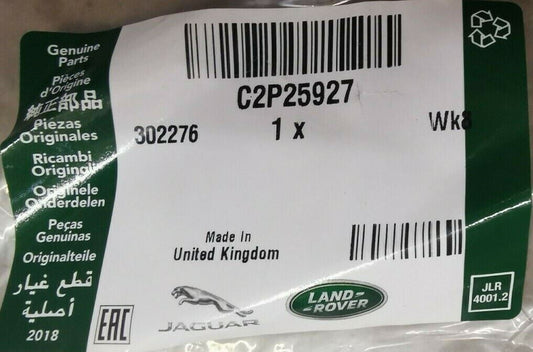 Genuine
Parts
Pièces
d'Origine
純正部品
Piezas
Originales
Ricambi
Originali
Originele
Onderdelen
Peças
Genuinas
Originalteile
قطع غيار
أصلية
2018
C2P25927
302276
1 x
Wk8
Made In
United Kingdom
EAC
JAGUAR
LAND-
ROVER
JLR
4001.2